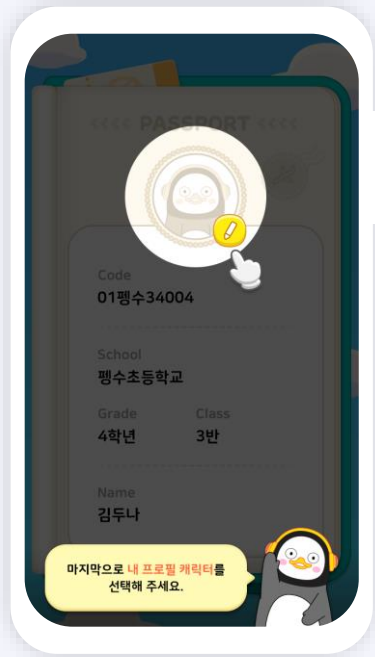 <<<< PASSPORT <<<<
Code
01펭수34004
School
펭수초등학교
Grade Class
4학년 3반
Name
김두나
마지막으로 내 프로필 캐릭터를
선택해 주세요.